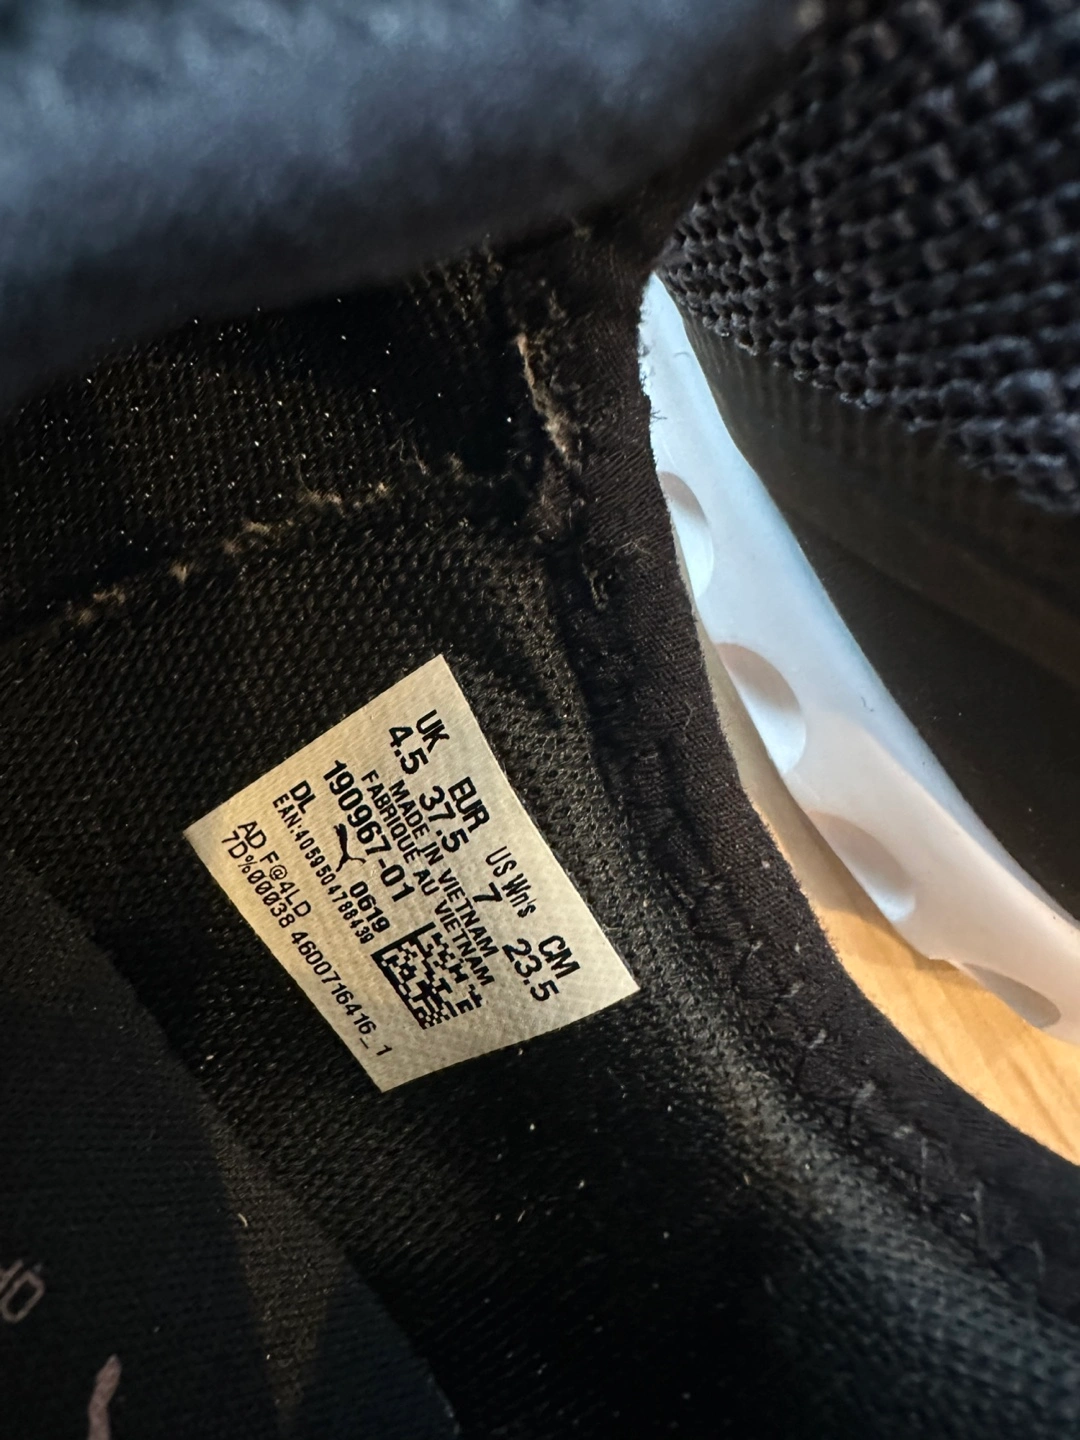 UK EUR US Wn's CM
4.5 37.5 7 23.5
MADE IN VIETNAM
FABRIQUE AU VIETNAM
190967-01
DL 0619
EAN:4059504788439
AD F@4LD
7D%00038 4600716416_1